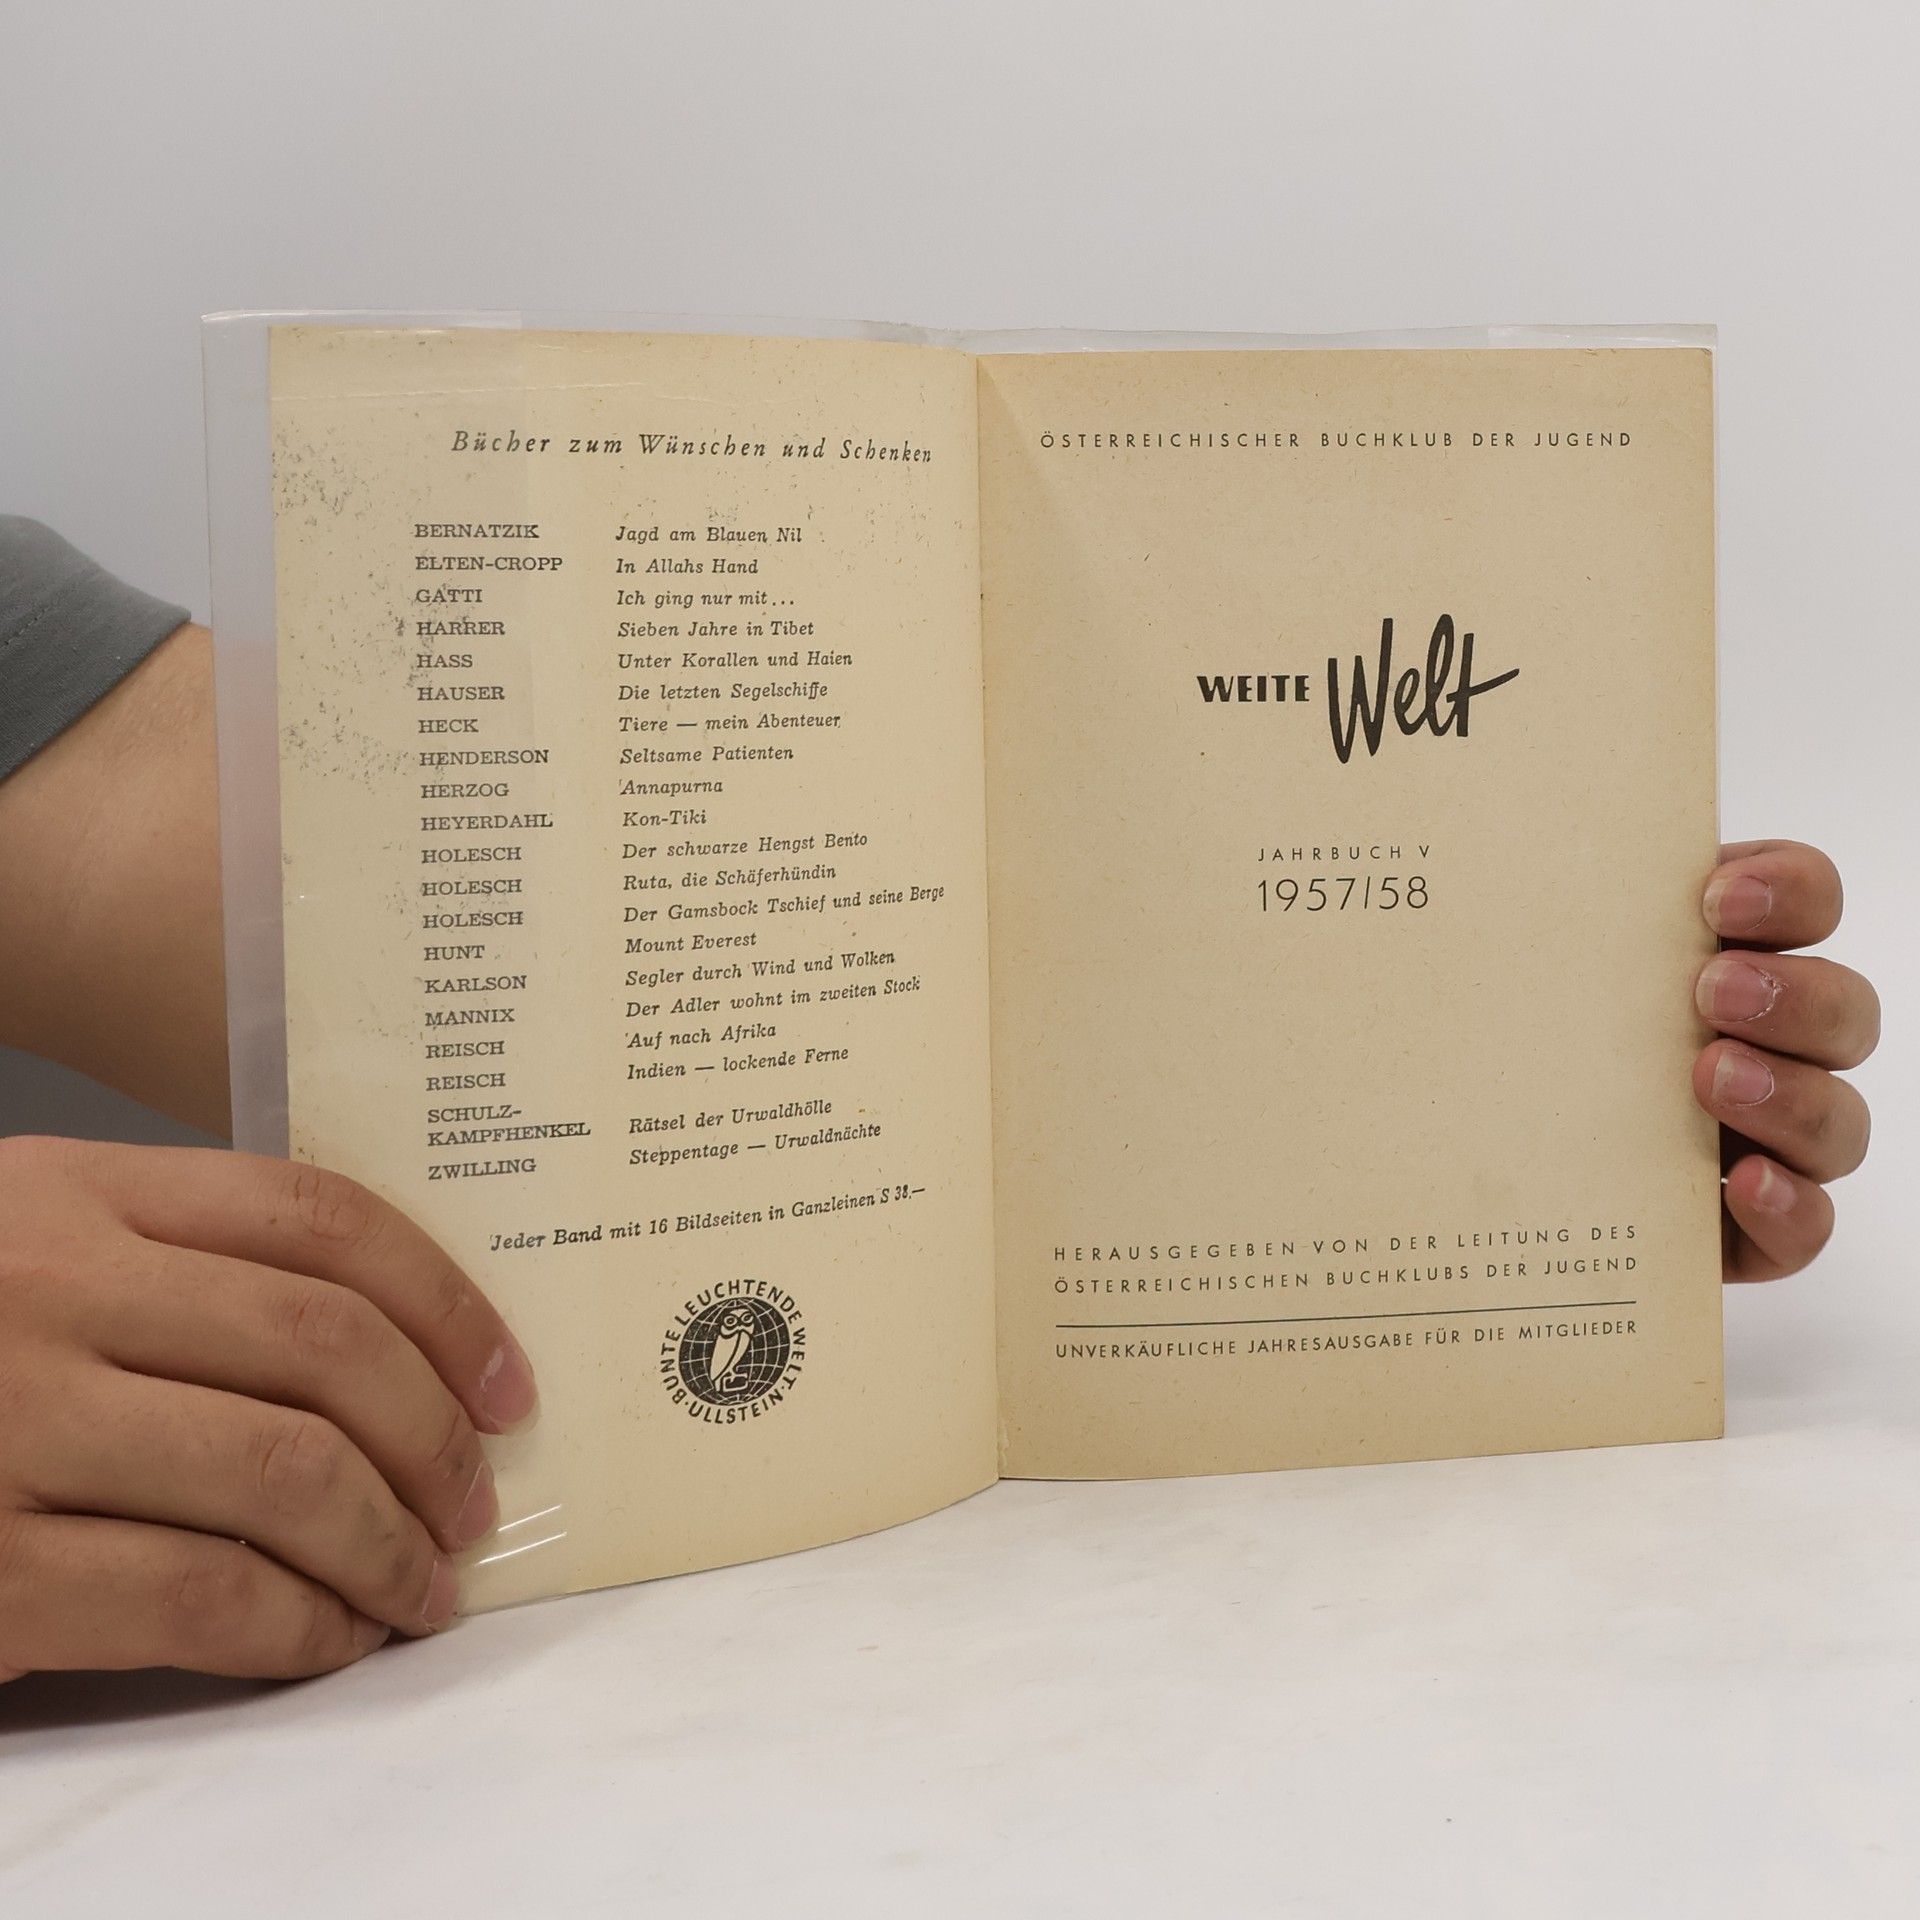 Bücher zum Wünschen und Schenken
BERNATZIK Jagd am Blauen Nil
ELTEN-CROPP In Allahs Hand
GATTI Ich ging nur mit...
HARRER Sieben Jahre in Tibet
HASS Unter Korallen und Haien
HAUSER Die letzten Segelschiffe
HECK Tiere — mein Abenteuer
HENDERSON Seltsame Patienten
HERZOG Annapurna
HEYERDAHL Kon-Tiki
HOLESCH Der schwarze Hengst Bento
HOLESCH Ruta, die Schäferhündin
HOLESCH Der Gamsbock Tschief und seine Berge
HUNT Mount Everest
KARLSON Segler durch Wind und Wolken
MANNIX Der Adler wohnt im zweiten Stock
REISCH Auf nach Afrika
REISCH Indien — lockende Ferne
SCHULZ-
KAMPFHENKEL Rätsel der Urwaldhölle
ZWILLING Steppentage — Urwaldnächte
Jeder Band mit 16 Bildseiten in Ganzleinen S 38.—
BUNTE LEUCHTENDE WELT · ULLSTEIN ·
ÖSTERREICHISCHER BUCHKLUB DER JUGEND
WEITE Welt
JAHRBUCH V
1957/58
HERAUSGEGEBEN VON DER LEITUNG DES
ÖSTERREICHISCHEN BUCHKLUBS DER JUGEND
UNVERKÄUFLICHE JAHRESAUSGABE FÜR DIE MITGLIEDER